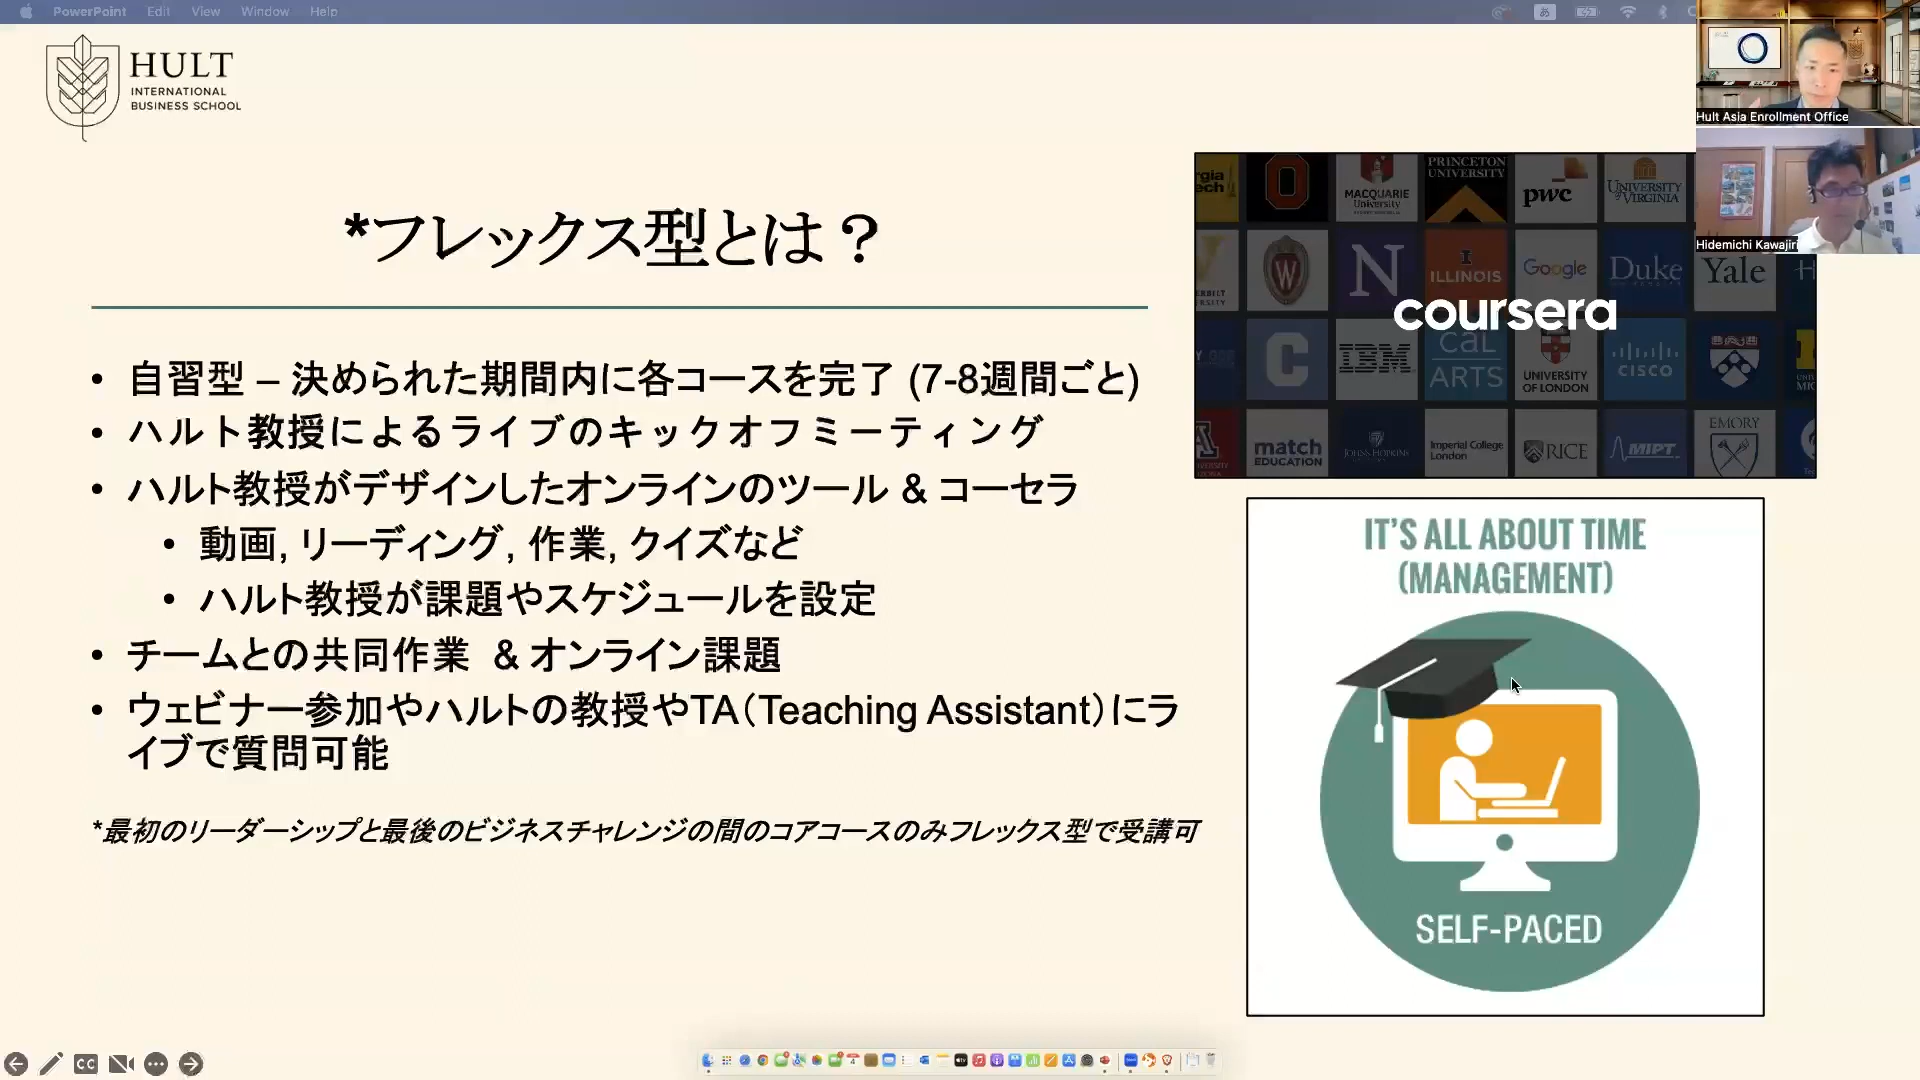 PowerPoint Edit View Window Help
HULT
INTERNATIONAL
BUSINESS SCHOOL
Hult Asia Enrollment Office
Hidemichi Kawajiri
*フレックス型とは？
• 自習型 – 決められた期間内に各コースを完了 (7-8週間ごと)
• ハルト教授によるライブのキックオフミーティング
• ハルト教授がデザインしたオンラインのツール & コーセラ
• 動画, リーディング, 作業, クイズなど
• ハルト教授が課題やスケジュールを設定
• チームとの共同作業 & オンライン課題
• ウェビナー参加やハルトの教授やTA（Teaching Assistant）にラ
イブで質問可能
*最初のリーダーシップと最後のビジネスチャレンジの間のコアコースのみフレックス型で受講可
MACQUARIE
University
PRINCETON
UNIVERSITY
pwc
UNIVERSITY
of VIRGINIA
ILLINOIS
Google
Duke
Yale
coursera
IBM
CAL
ARTS
UNIVERSITY
OF LONDON
CISCO
match
EDUCATION
JOHNS HOPKINS
Imperial College
London
RICE
MIPT
EMORY
IT'S ALL ABOUT TIME
(MANAGEMENT)
SELF-PACED
CC